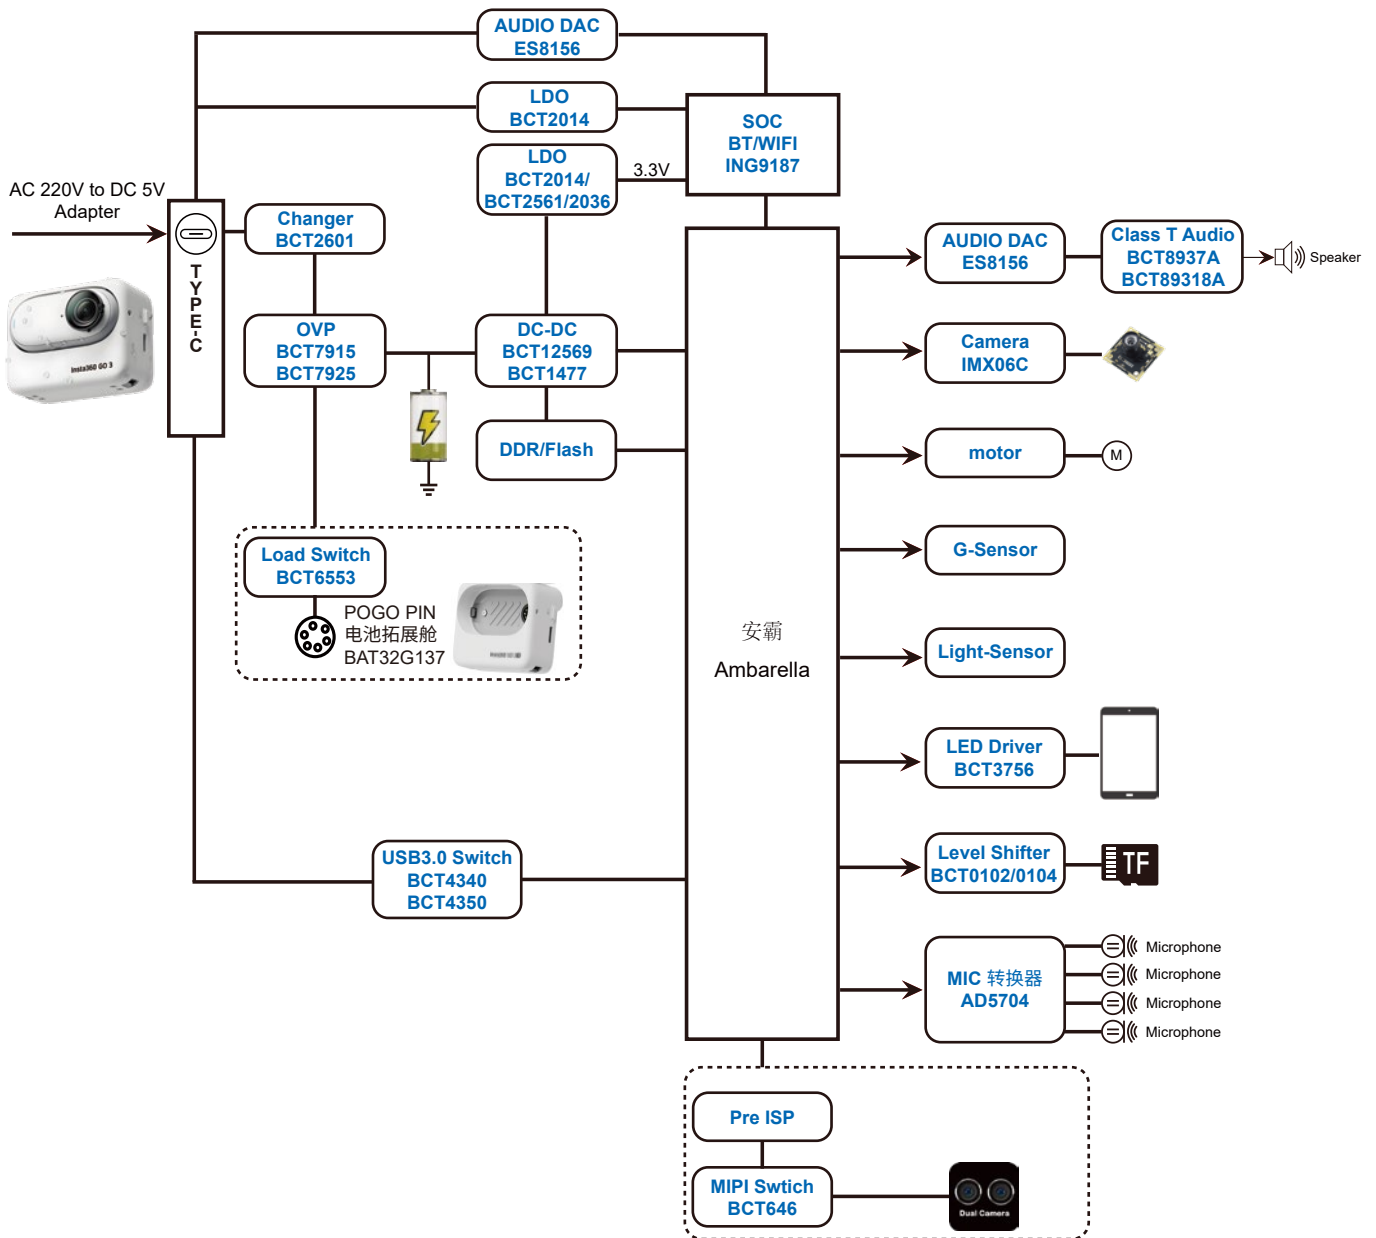 AUDIO DAC
ES8156
LDO
BCT2014
SOC
BT/WIFI
ING9187
LDO
BCT2014/
BCT2561/2036
3.3V
AC 220V to DC 5V
Adapter
TYPE-C
Changer
BCT2601
Insta360 GO 3
OVP
BCT7915
BCT7925
DC-DC
BCT12569
BCT1477
DDR/Flash
Load Switch
BCT6553
POGO PIN
电池拓展舱
BAT32G137
安霸
Ambarella
USB3.0 Switch
BCT4340
BCT4350
AUDIO DAC
ES8156
Class T Audio
BCT8937A
BCT89318A
Speaker
Camera
IMX06C
motor
M
G-Sensor
Light-Sensor
LED Driver
BCT3756
Level Shifter
BCT0102/0104
TF
MIC 转换器
AD5704
Microphone
Microphone
Microphone
Microphone
Pre ISP
MIPI Swtich
BCT646
Dual Camera